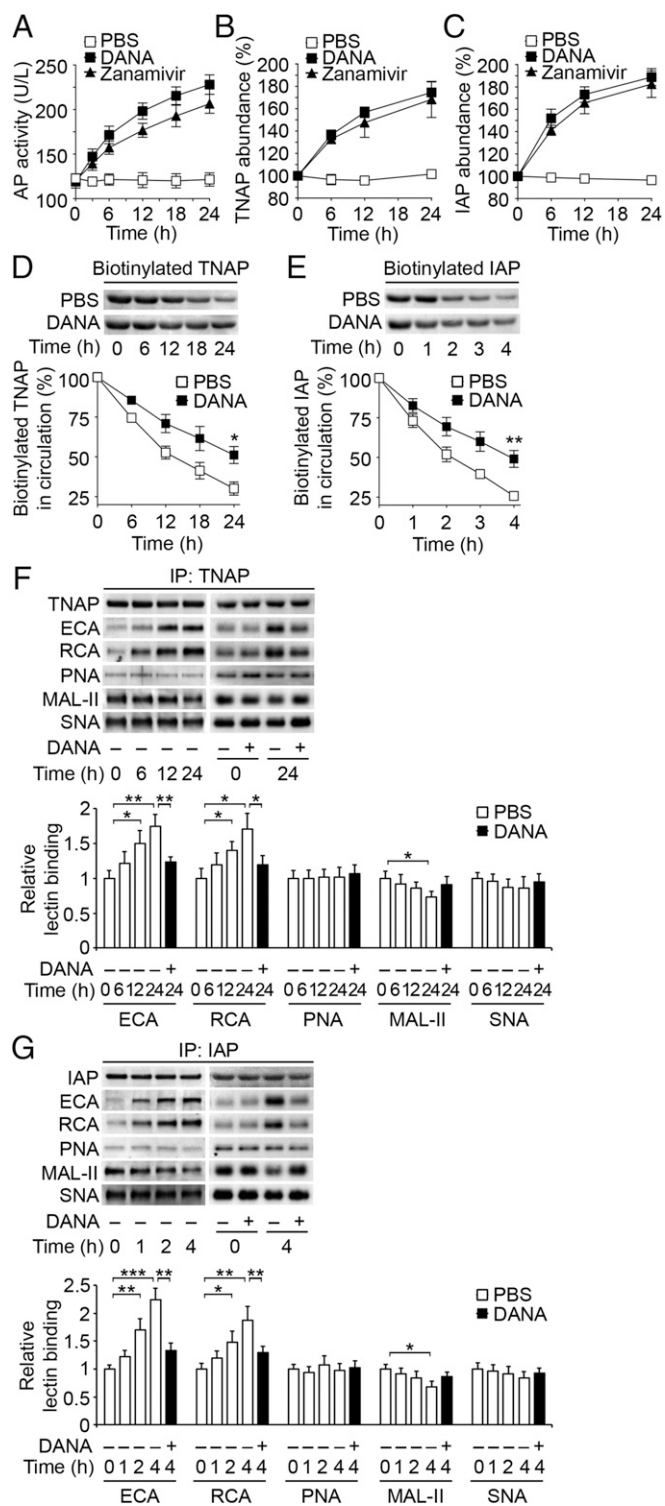 A B C
PBS PBS PBS
DANA DANA DANA
Zanamivir Zanamivir Zanamivir
AP activity (U/L)
250
200
150
100
0 4 8 12 16 20 24
Time (h)
TNAP abundance (%)
200
180
160
140
120
100
80
0 6 12 18 24
Time (h)
IAP abundance (%)
200
180
160
140
120
100
80
0 6 12 18 24
Time (h)
D
Biotinylated TNAP
PBS
DANA
Time (h) 0 6 12 18 24
Biotinylated TNAP
in circulation (%)
100
75
50
25
PBS
DANA
*
0 6 12 18 24
Time (h)
E
Biotinylated IAP
PBS
DANA
Time (h) 0 1 2 3 4
Biotinylated IAP
in circulation (%)
100
75
50
25
PBS
DANA
**
0 1 2 3 4
Time (h)
F
IP: TNAP
TNAP
ECA
RCA
PNA
MAL-II
SNA
DANA – – – – – + – +
Time (h) 0 6 12 24 0 24
Relative
lectin binding
2
1.5
1
0.5
0
** ** * * * * *
PBS
DANA
DANA – – – – + – – – – + – – – – + – – – – + – – – – +
Time (h) 0 6 12 24 24 0 6 12 24 24 0 6 12 24 24 0 6 12 24 24 0 6 12 24 24
ECA RCA PNA MAL-II SNA
G
IP: IAP
IAP
ECA
RCA
PNA
MAL-II
SNA
DANA – – – – – + – +
Time (h) 0 1 2 4 0 4
Relative
lectin binding
2.5
2
1.5
1
0.5
0
*** ** ** ** ** * *
PBS
DANA
DANA – – – – + – – – – + – – – – + – – – – + – – – – +
Time (h) 0 1 2 4 4 0 1 2 4 4 0 1 2 4 4 0 1 2 4 4 0 1 2 4 4
ECA RCA PNA MAL-II SNA